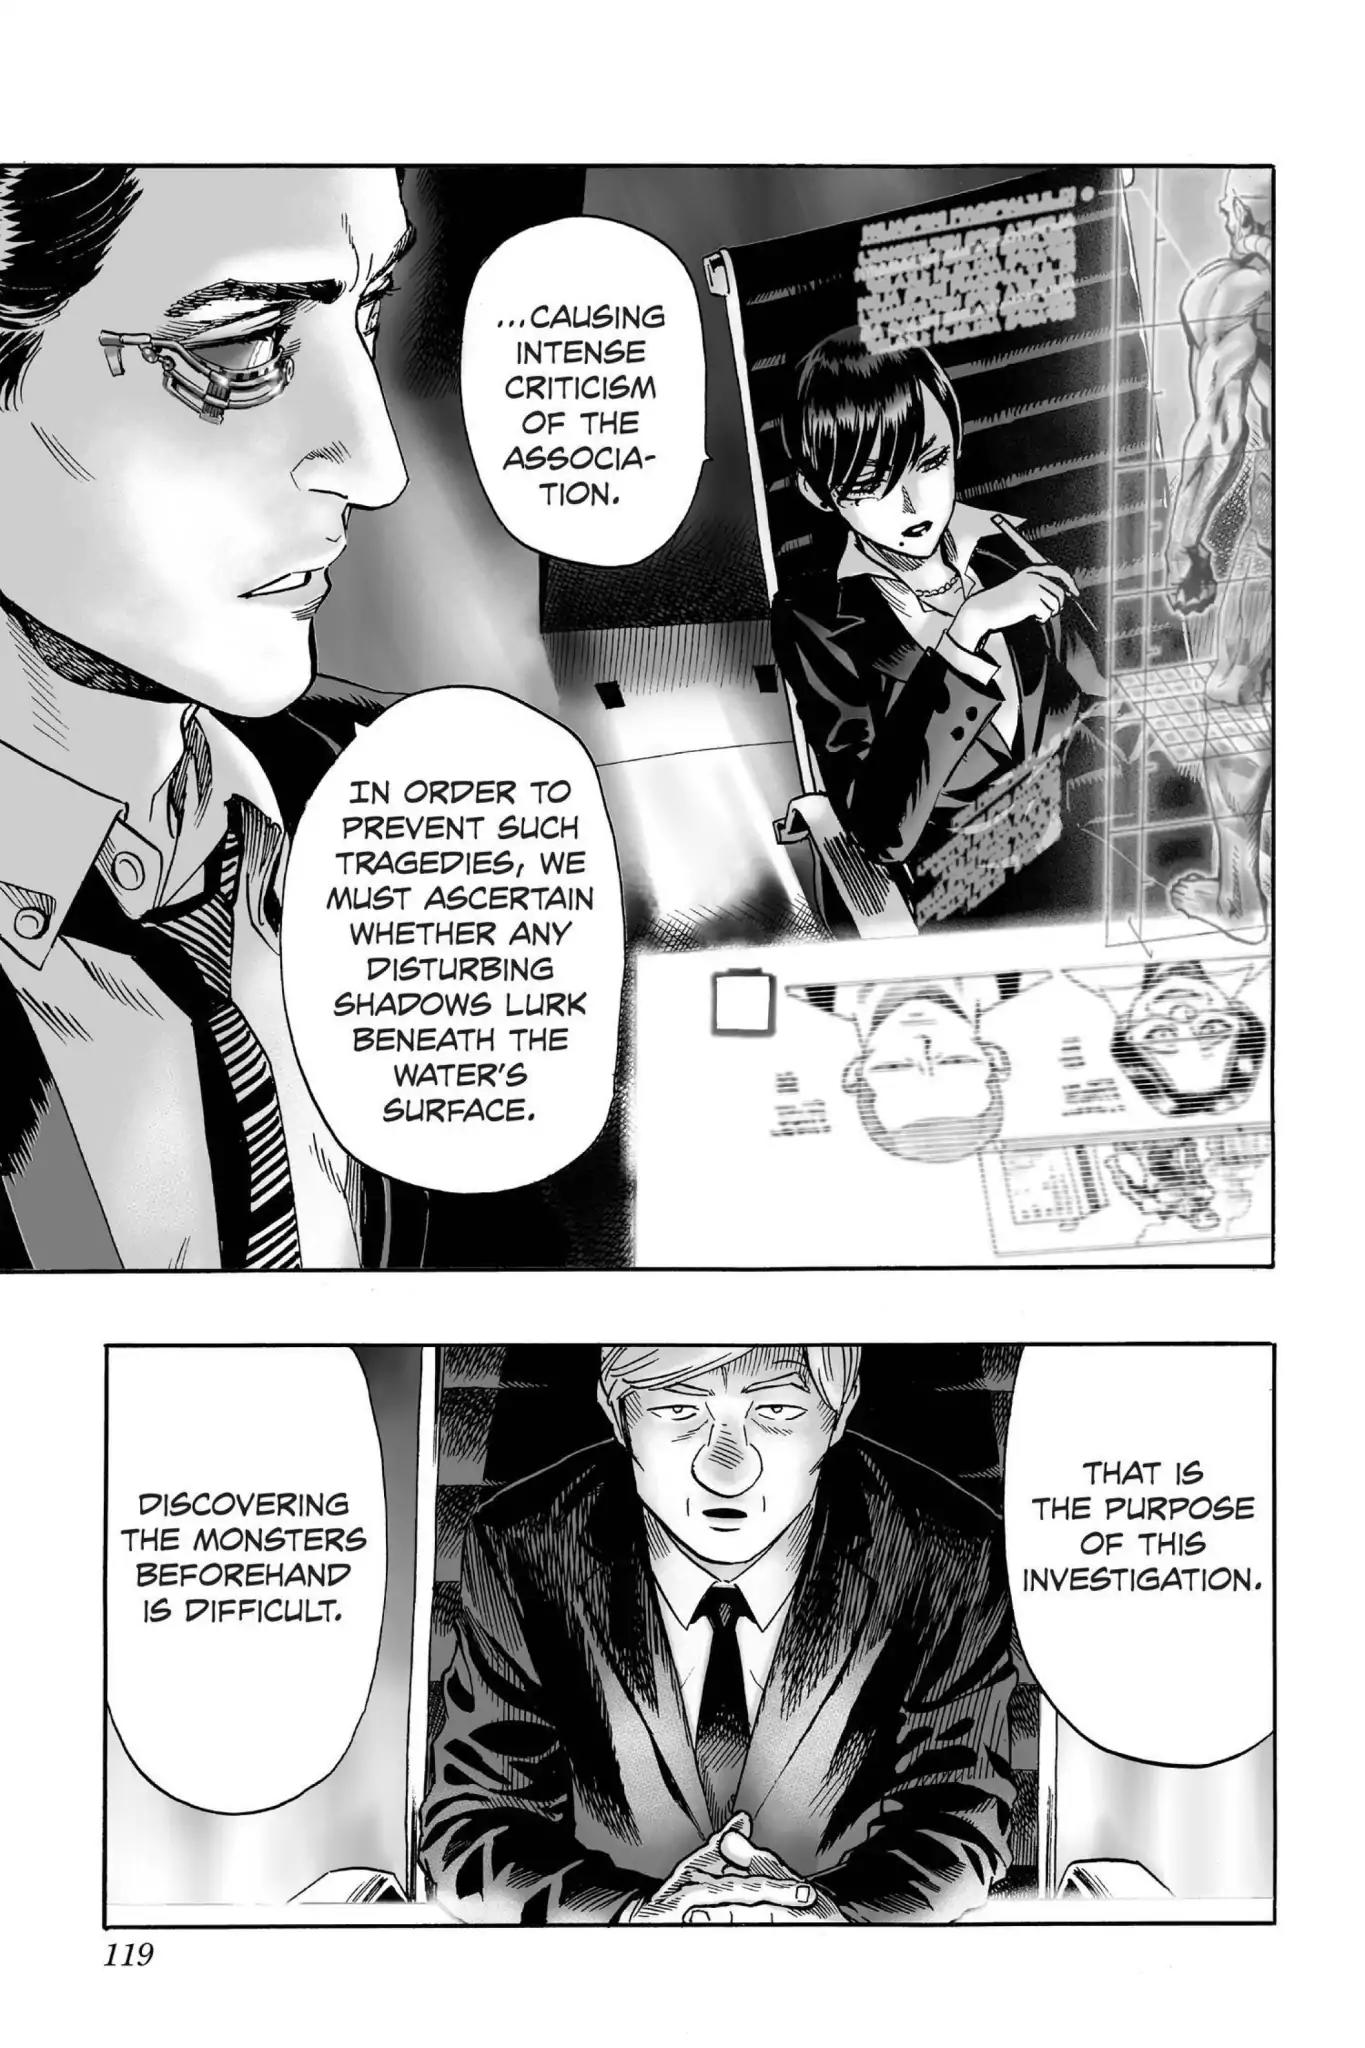 ...CAUSING
INTENSE
CRITICISM
OF THE
ASSOCIA-
TION.
IN ORDER TO
PREVENT SUCH
TRAGEDIES, WE
MUST ASCERTAIN
WHETHER ANY
DISTURBING
SHADOWS LURK
BENEATH THE
WATER'S
SURFACE.
THAT IS
THE PURPOSE
OF THIS
INVESTIGATION.
DISCOVERING
THE MONSTERS
BEFOREHAND
IS DIFFICULT.
119